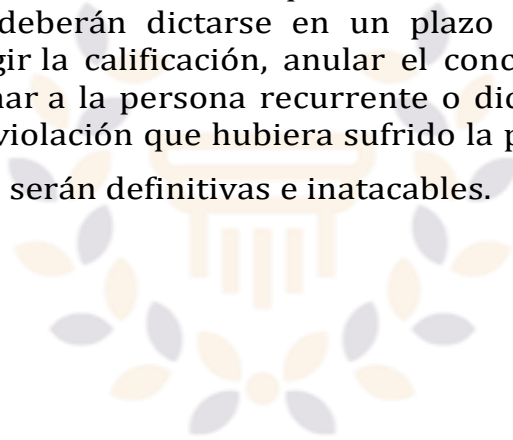 deberán dictarse en un plazo
la calificación, anular el
a la persona recurrente o
violación que hubiera sufrido la
serán definitivas e inatacables.